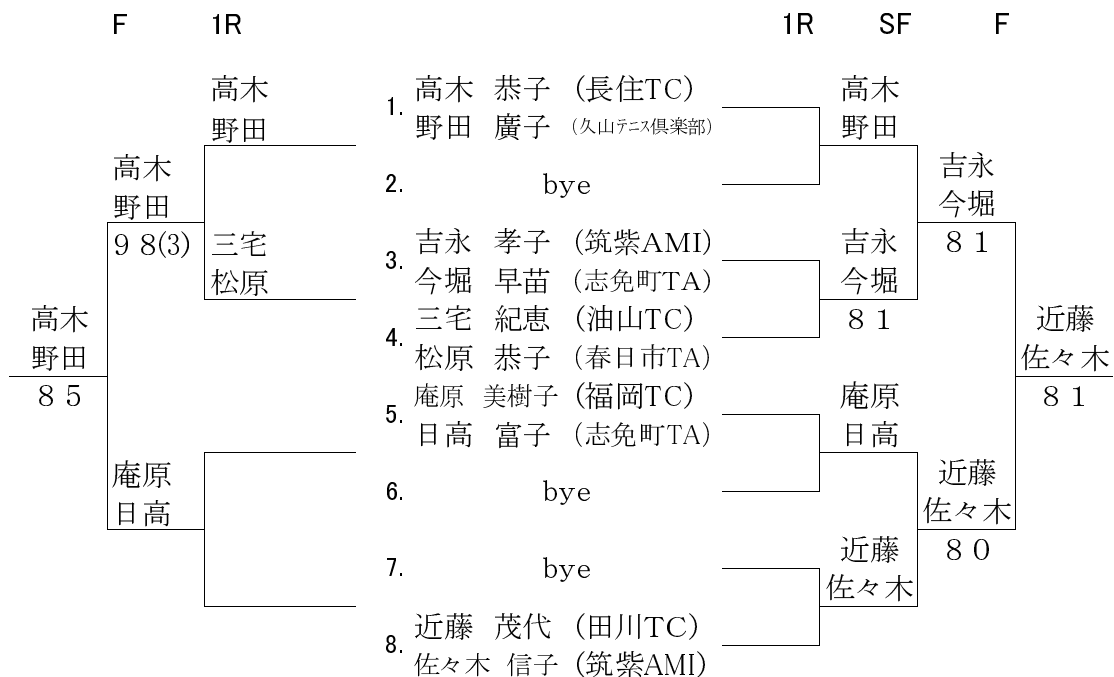 F 1R 1R SF F
高木 野田
1. 高木 恭子 (長住TC)
野田 廣子 (久山テニス倶楽部)
高木 野田
高木 野田
9 8(3)
2. bye
吉永 今堀
8 1
三宅 松原
3. 吉永 孝子 (筑紫AMI)
今堀 早苗 (志免町TA)
吉永 今堀
8 1
高木 野田
8 5
4. 三宅 紀恵 (油山TC)
松原 恭子 (春日市TA)
近藤 佐々木
8 1
5. 庵原 美樹子 (福岡TC)
日高 富子 (志免町TA)
庵原 日高
庵原 日高
6. bye
近藤 佐々木
8 0
7. bye
近藤 佐々木
8. 近藤 茂代 (田川TC)
佐々木 信子 (筑紫AMI)